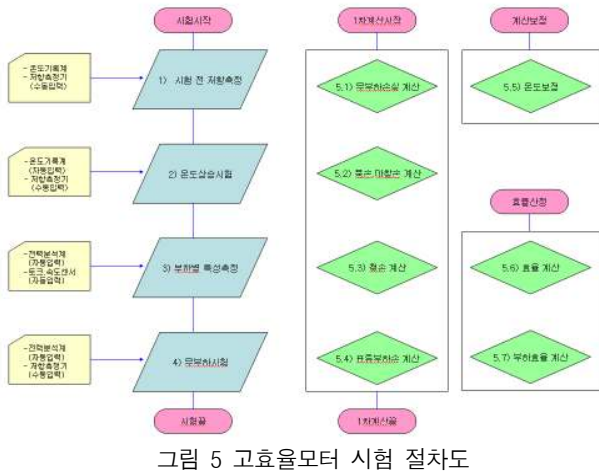 시험시작
- 온도기록계
- 저항측정기
(수동입력)
1) 시험 전 저항측정
- 온도기록계
(자동입력)
- 저항측정기
(수동입력)
2) 온도상승시험
- 전력분석계
(자동입력)
- 토크,속도센서
(자동입력)
3) 부하별 특성측정
- 전력분석계
(자동입력)
- 저항측정기
(수동입력)
4) 무부하시험
시험끝
1차계산시작
5.1) 무부하손실 계산
5.2) 풍손,마찰손 계산
5.3) 철손 계산
5.4) 표류부하손 계산
1차계산끝
계산보정
5.5) 온도보정
효율산정
5.6) 효율 계산
5.7) 부하효율 계산
그림 5 고효율모터 시험 절차도